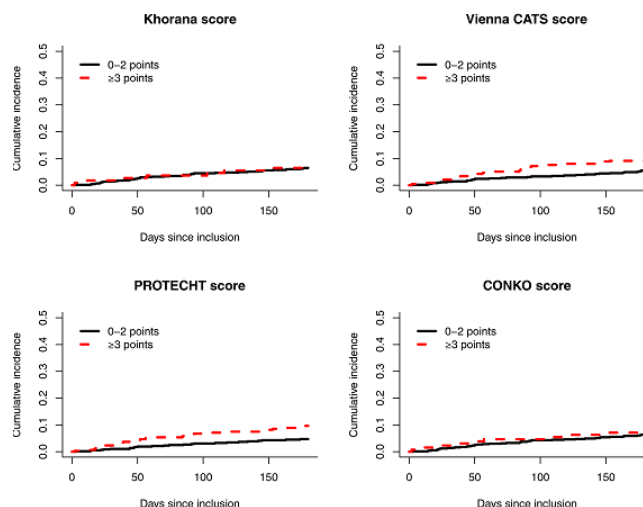 Khorana score
Cumulative incidence
0.0 0.1 0.2 0.3 0.4 0.5
0−2 points
≥3 points
0 50 100 150
Days since inclusion
Vienna CATS score
Cumulative incidence
0.0 0.1 0.2 0.3 0.4 0.5
0−2 points
≥3 points
0 50 100 150
Days since inclusion
PROTECHT score
Cumulative incidence
0.0 0.1 0.2 0.3 0.4 0.5
0−2 points
≥3 points
0 50 100 150
Days since inclusion
CONKO score
Cumulative incidence
0.0 0.1 0.2 0.3 0.4 0.5
0−2 points
≥3 points
0 50 100 150
Days since inclusion